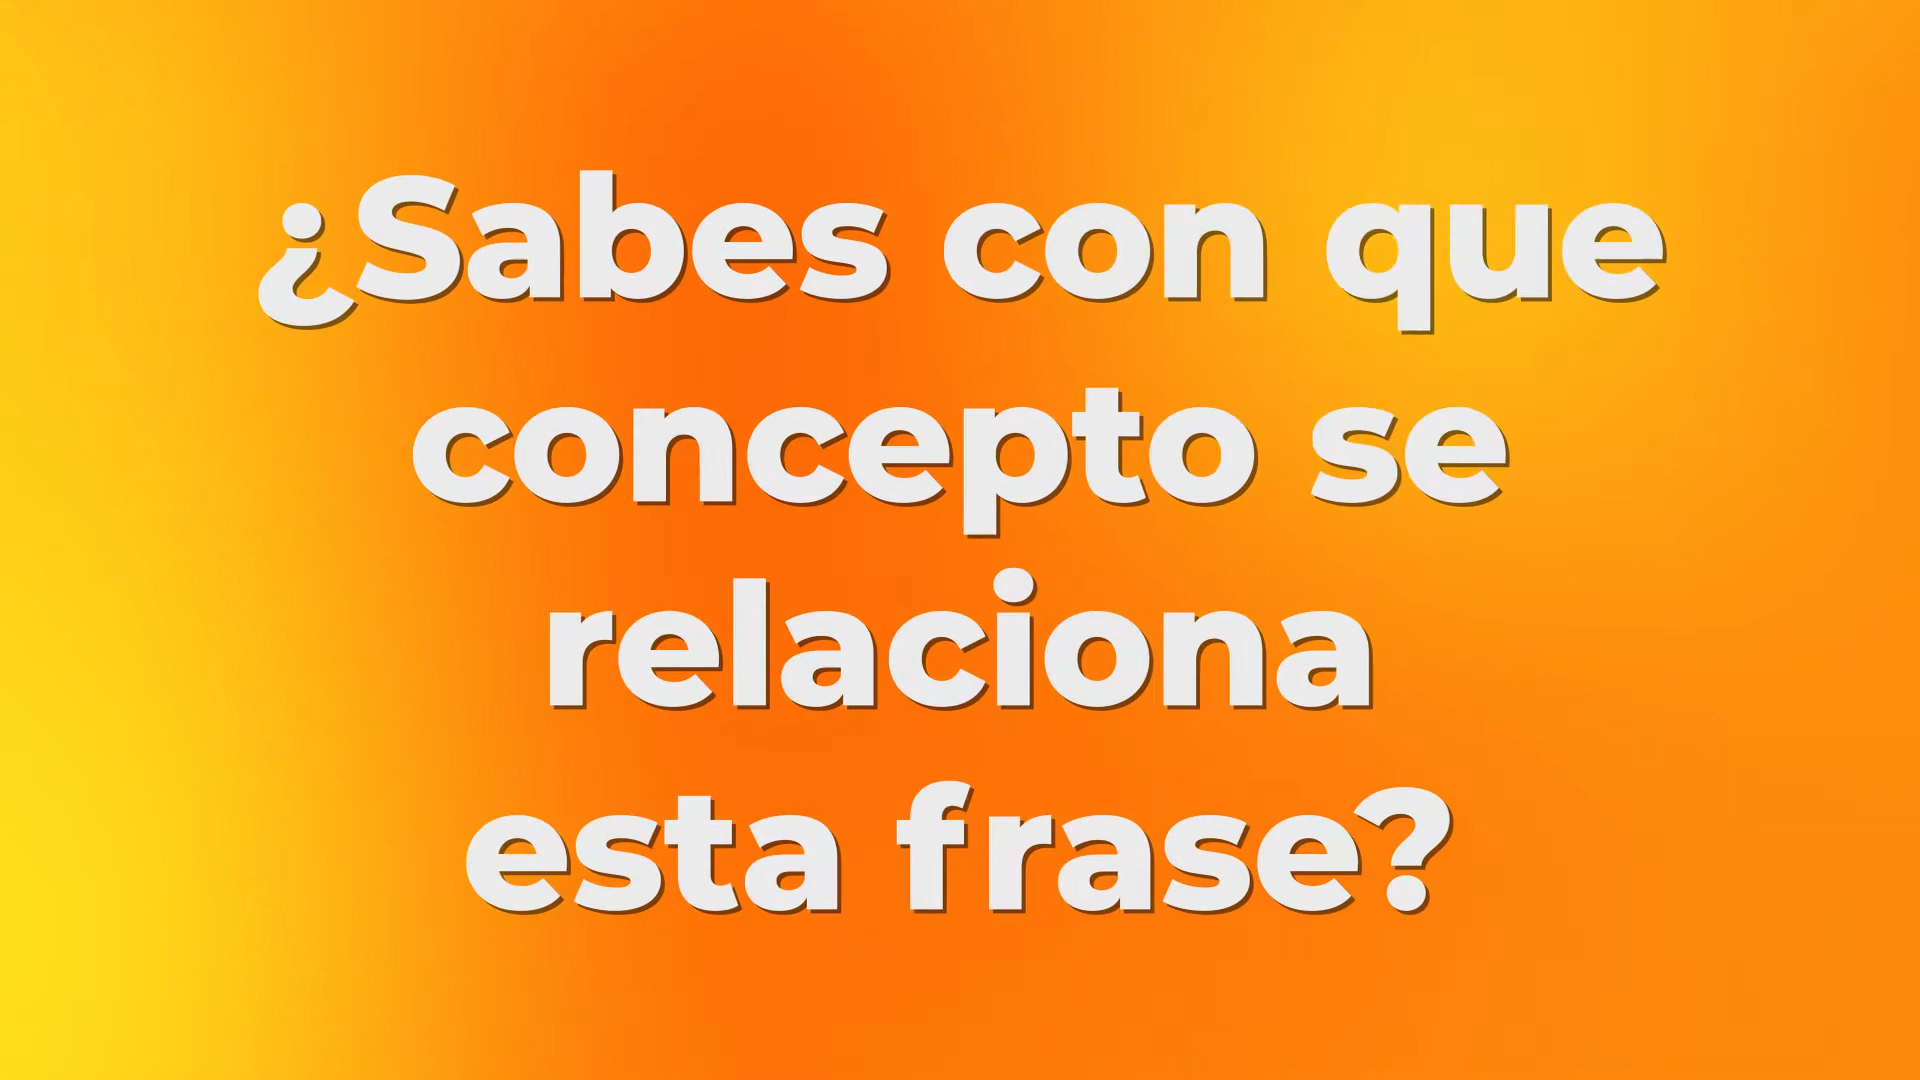 ¿Sabes con que
concepto se
relaciona
esta frase?